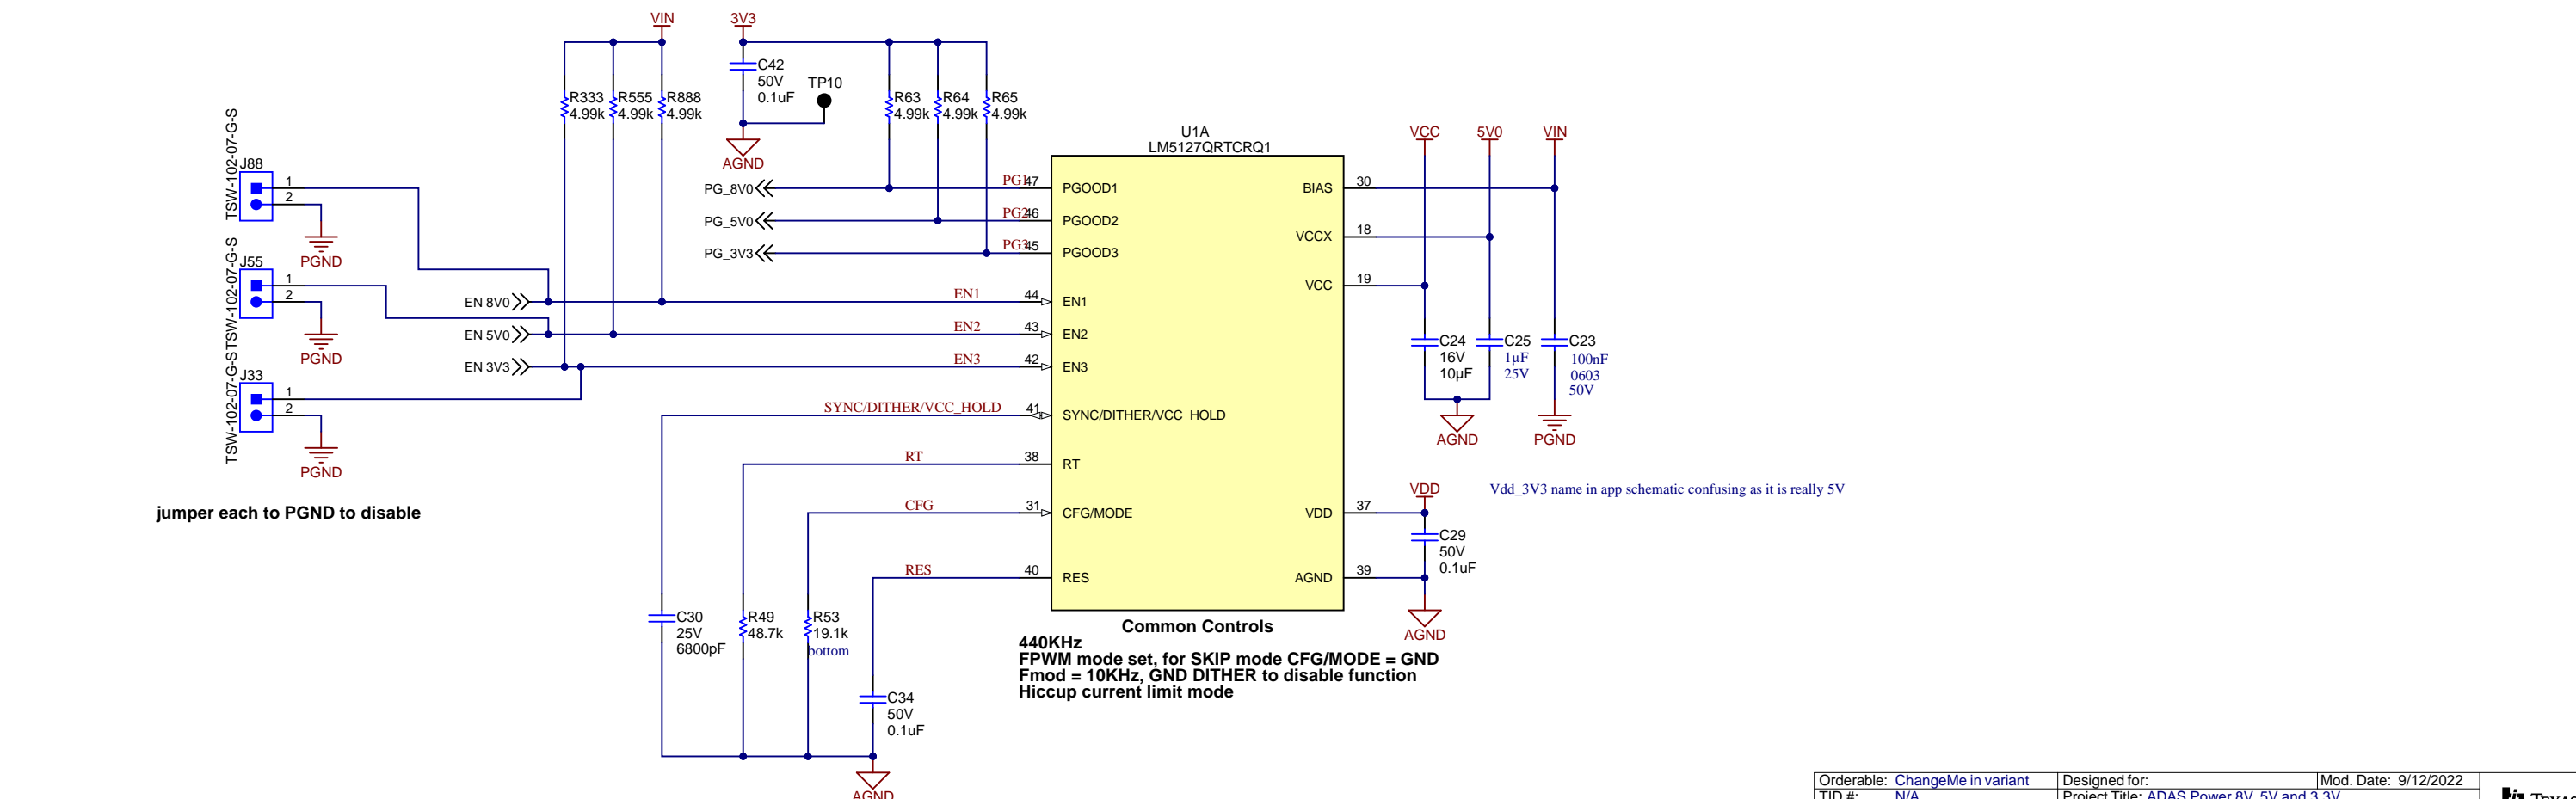 VIN
3V3
C42
50V
0.1uF
TP10
AGND
R333
4.99k
R555
4.99k
R888
4.99k
R63
4.99k
R64
4.99k
R65
4.99k
TSW-102-07-G-S
J88
1
2
PGND
TSW-102-07-G-S
J55
1
2
PGND
TSW-102-07-G-S
J33
1
2
PGND
jumper each to PGND to disable
PG_8V0
PG_5V0
PG_3V3
EN 8V0
EN 5V0
EN 3V3
U1A
LM5127QRTCRQ1
PG1 47 PGOOD1
PG2 46 PGOOD2
PG3 45 PGOOD3
EN1 44 EN1
EN2 43 EN2
EN3 42 EN3
SYNC/DITHER/VCC_HOLD 41 SYNC/DITHER/VCC_HOLD
RT 38 RT
CFG 31 CFG/MODE
RES 40 RES
BIAS 30
VCCX 18
VCC 19
VDD 37
AGND 39
VCC
5V0
VIN
C24
16V
10µF
C25
1µF
25V
C23
100nF
0603
50V
AGND
PGND
VDD
Vdd_3V3 name in app schematic confusing as it is really 5V
C29
50V
0.1uF
AGND
C30
25V
6800pF
R49
48.7k
R53
19.1k
bottom
C34
50V
0.1uF
AGND
Common Controls
440KHz
FPWM mode set, for SKIP mode CFG/MODE = GND
Fmod = 10KHz, GND DITHER to disable function
Hiccup current limit mode
Orderable: ChangeMe in variant
Designed for:
Mod. Date: 9/12/2022
TID #: N/A
Project Title: ADAS Power 8V, 5V and 3.3V